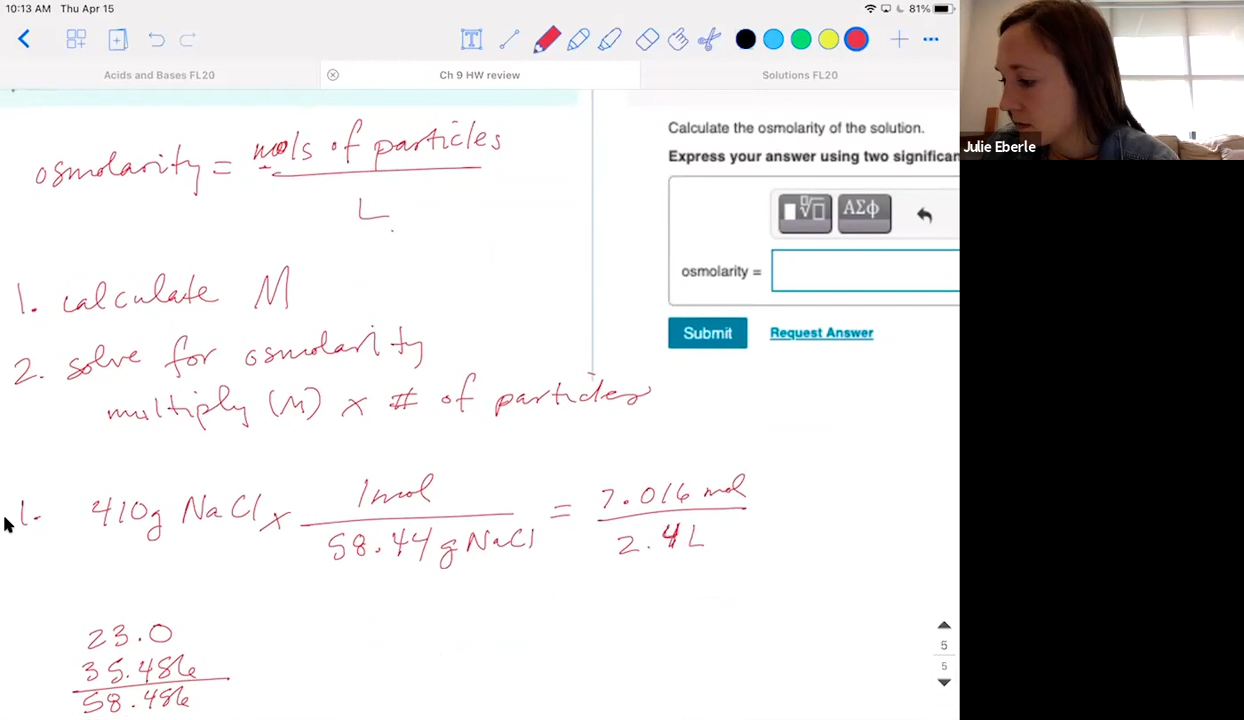 10:13 AM Thu Apr 15
81%
Acids and Bases FL20
Ch 9 HW review
Solutions FL20
Julie Eberle
osmolarity = mols of particles
L
1. calculate M
2. solve for osmolarity
multiply (M) x # of particles
1. 410g NaCl x 1mol = 7.016 mol
58.44 g NaCl 2.4 L
23.0
35.486
58.486
Calculate the osmolarity of the solution.
Express your answer using two significan
ΑΣφ
osmolarity =
Submit Request Answer
5
5